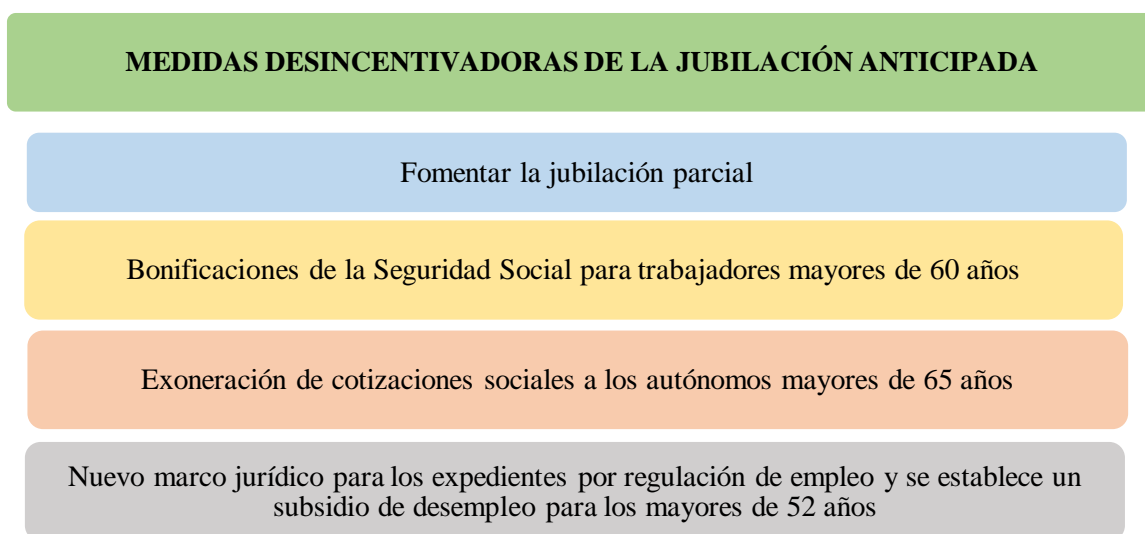 MEDIDAS DESINCENTIVADORAS DE LA JUBILACIÓN ANTICIPADA
Fomentar la jubilación parcial
Bonificaciones de la Seguridad Social para trabajadores mayores de 60 años
Exoneración de cotizaciones sociales a los autónomos mayores de 65 años
Nuevo marco jurídico para los expedientes por regulación de empleo y se establece un
subsidio de desempleo para los mayores de 52 años